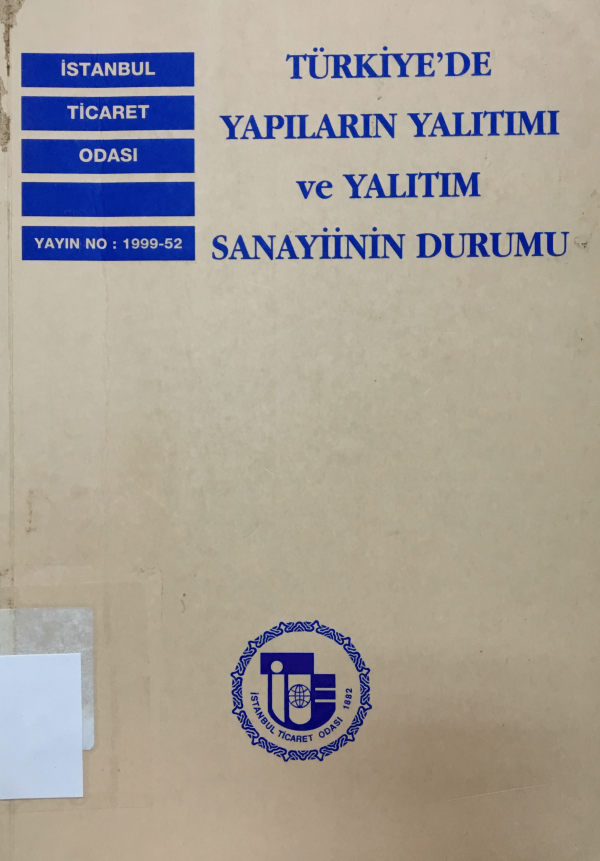 İSTANBUL
TİCARET
ODASI
YAYIN NO : 1999-52
TÜRKİYE'DE
YAPILARIN YALITIMI
ve YALITIM
SANAYİİNİN DURUMU
İSTANBUL TİCARET ODASI 1882